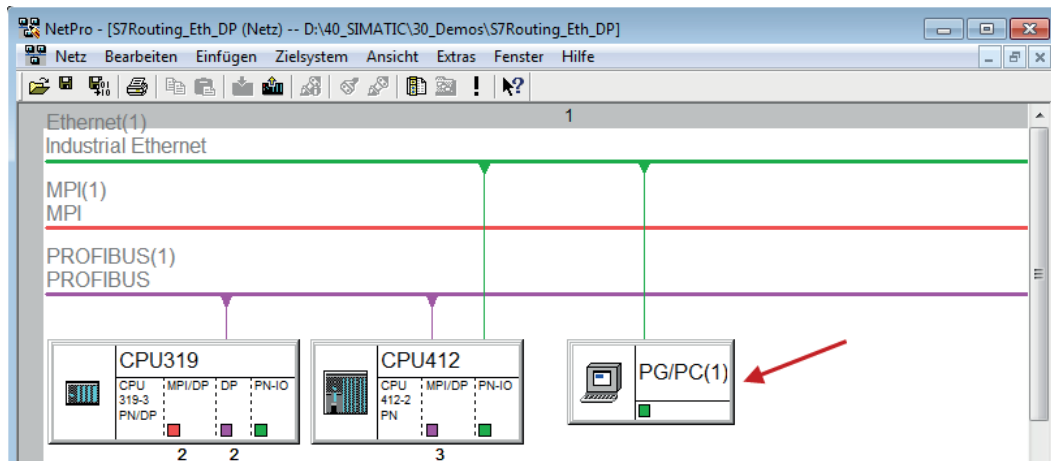 NetPro - [S7Routing_Eth_DP (Netz) -- D:\40_SIMATIC\30_Demos\S7Routing_Eth_DP]
Netz Bearbeiten Einfügen Zielsystem Ansicht Extras Fenster Hilfe
1
Ethernet(1)
Industrial Ethernet
MPI(1)
MPI
PROFIBUS(1)
PROFIBUS
CPU319
CPU MPI/DP DP PN-IO
319-3
PN/DP
2 2
CPU412
CPU MPI/DP PN-IO
412-2
PN
3
PG/PC(1)